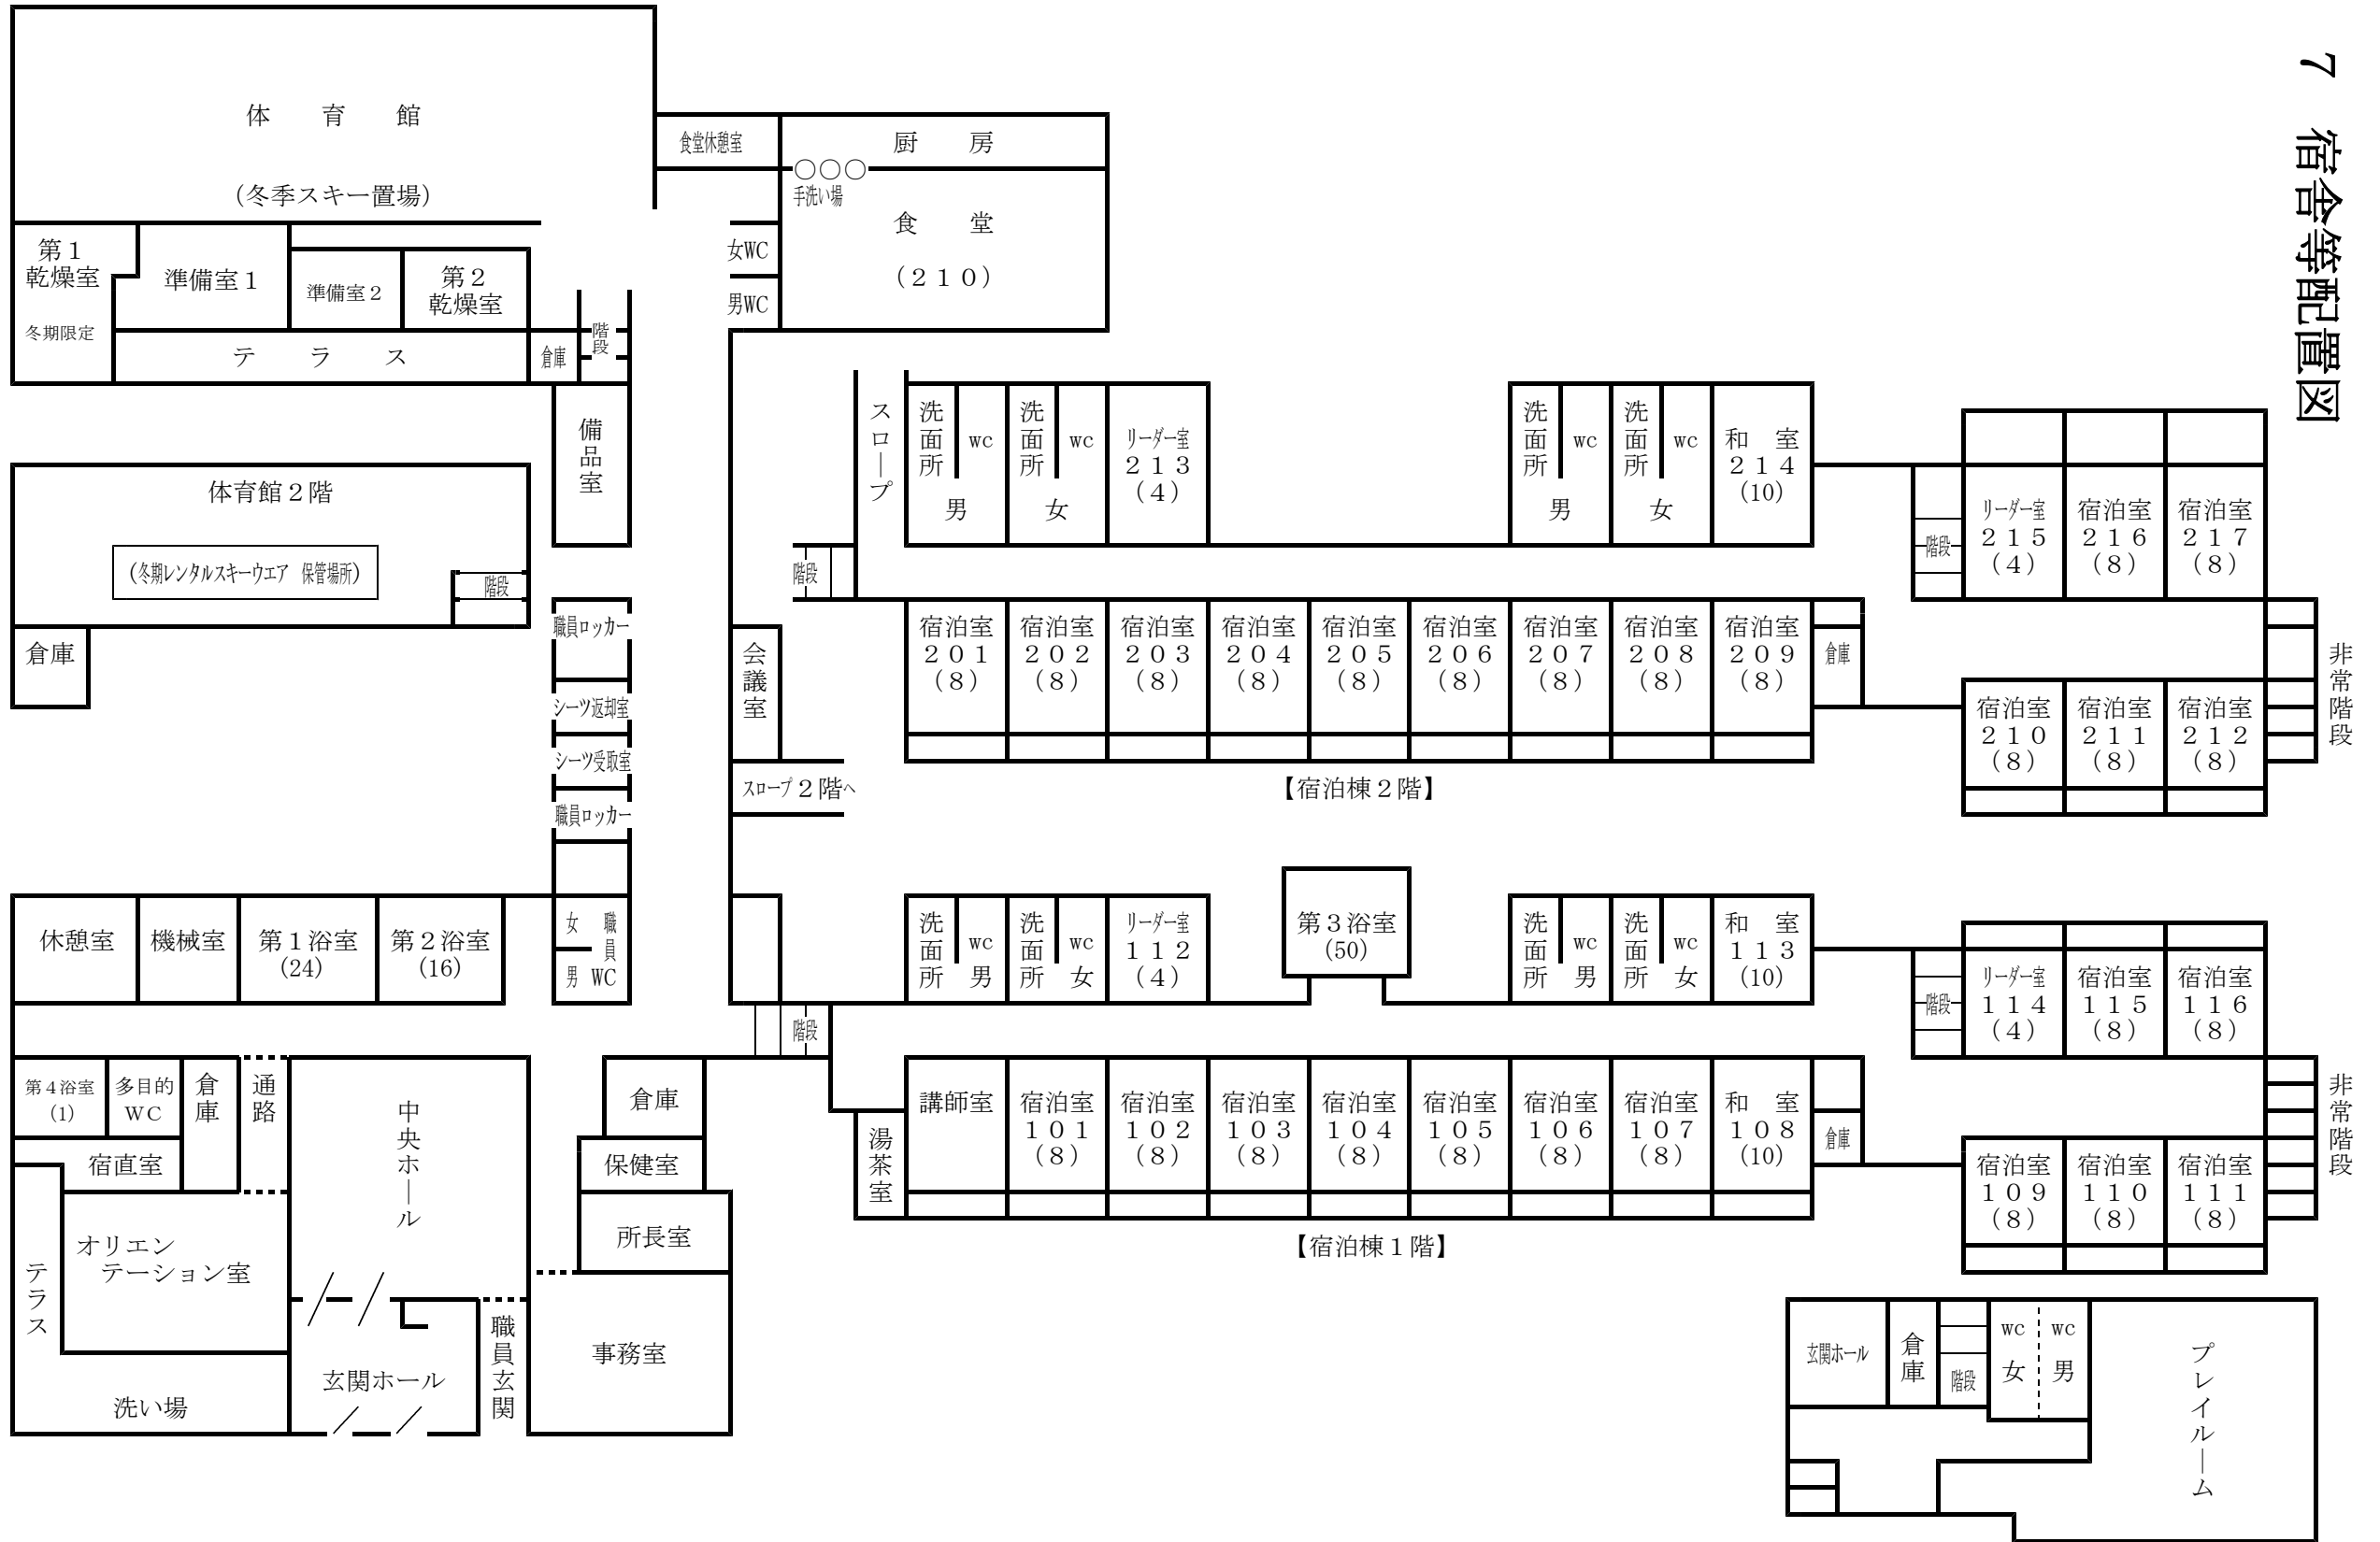 ７　宿舎等配置図
体　育　館
（冬季スキー置場）
食堂休憩室
厨　房
○○○
手洗い場
食　堂
（２１０）
女WC
男WC
第１
乾燥室
冬期限定
準備室１
準備室２
第２
乾燥室
テ　ラ　ス
倉庫
階段
備品室
体育館２階
（冬期レンタルスキーウエア　保管場所）
階段
倉庫
職員ロッカー
シーツ返却室
シーツ受取室
職員ロッカー
会議室
スロープ２階へ
スロープ
階段
洗面所
WC
男
洗面所
WC
女
リーダー室
２１３
（４）
洗面所
WC
男
洗面所
WC
女
和　室
２１４
（10）
階段
リーダー室
２１５
（４）
宿泊室
２１６
（８）
宿泊室
２１７
（８）
宿泊室
２０１
（８）
宿泊室
２０２
（８）
宿泊室
２０３
（８）
宿泊室
２０４
（８）
宿泊室
２０５
（８）
宿泊室
２０６
（８）
宿泊室
２０７
（８）
宿泊室
２０８
（８）
宿泊室
２０９
（８）
倉庫
宿泊室
２１０
（８）
宿泊室
２１１
（８）
宿泊室
２１２
（８）
非常階段
【宿泊棟２階】
休憩室
機械室
第１浴室
（24）
第２浴室
（16）
女
男
職員
WC
洗面所
WC
男
洗面所
WC
女
リーダー室
１１２
（４）
第３浴室
（50）
洗面所
WC
男
洗面所
WC
女
和　室
１１３
（10）
階段
リーダー室
１１４
（４）
宿泊室
１１５
（８）
宿泊室
１１６
（８）
階段
第４浴室
（1）
多目的
ＷＣ
倉庫
通路
中央ホール
倉庫
保健室
宿直室
所長室
湯茶室
講師室
宿泊室
１０１
（８）
宿泊室
１０２
（８）
宿泊室
１０３
（８）
宿泊室
１０４
（８）
宿泊室
１０５
（８）
宿泊室
１０６
（８）
宿泊室
１０７
（８）
和　室
１０８
（10）
倉庫
宿泊室
１０９
（８）
宿泊室
１１０
（８）
宿泊室
１１１
（８）
非常階段
【宿泊棟１階】
オリエン
テーション室
テラス
洗い場
玄関ホール
職員玄関
事務室
玄関ホール
倉庫
階段
WC
女
WC
男
プレイルーム